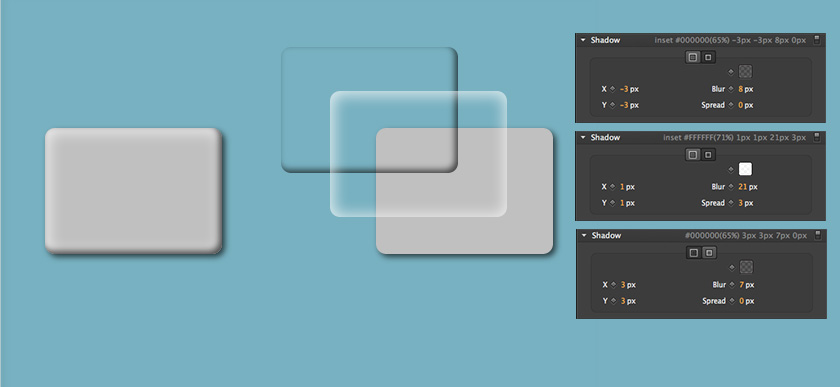 Shadow inset #000000(65%) -3px -3px 8px 0px
X -3 px Blur 8 px
Y -3 px Spread 0 px
Shadow inset #FFFFFF(71%) 1px 1px 21px 3px
X 1 px Blur 21 px
Y 1 px Spread 3 px
Shadow #000000(65%) 3px 3px 7px 0px
X 3 px Blur 7 px
Y 3 px Spread 0 px